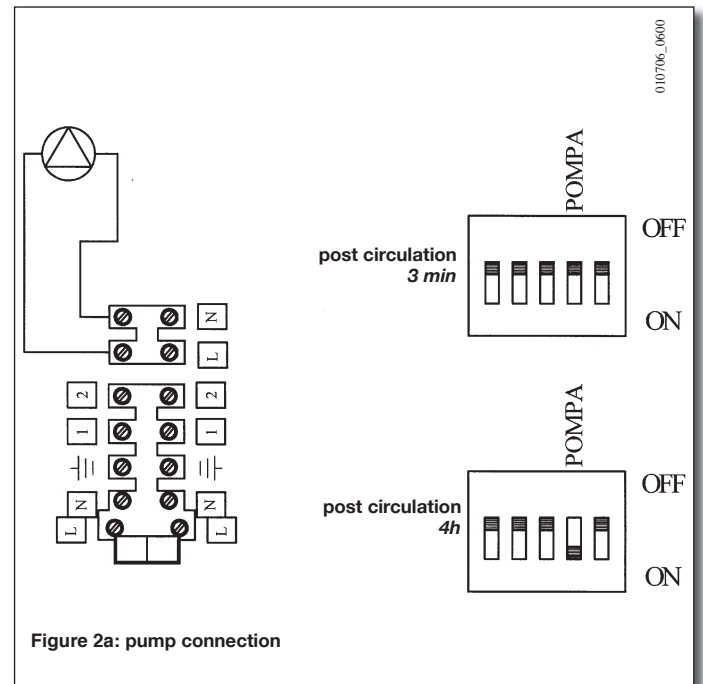 010706_0600
POMPA
OFF
post circulation
3 min
ON
N
L
2 2
1 1
N N
L L
POMPA
OFF
post circulation
4h
ON
Figure 2a: pump connection